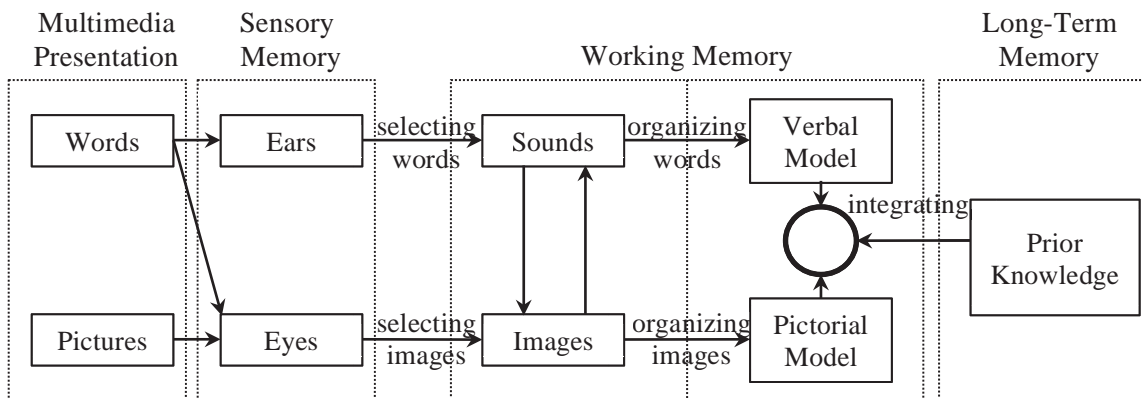 Multimedia
Presentation
Sensory
Memory
Working Memory
Long-Term
Memory
Words
Ears
selecting
words
Sounds
organizing
words
Verbal
Model
integrating
Prior
Knowledge
Pictures
Eyes
selecting
images
Images
organizing
images
Pictorial
Model